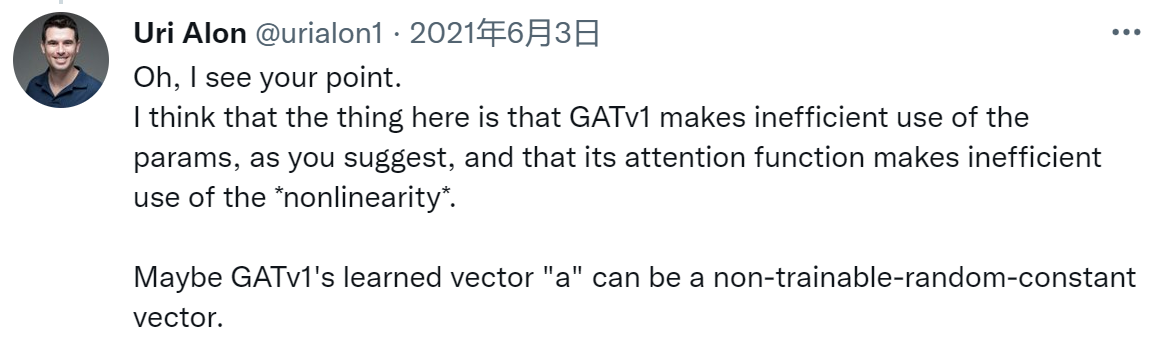 Uri Alon @urialon1 · 2021年6月3日
Oh, I see your point.
I think that the thing here is that GATv1 makes inefficient use of the
params, as you suggest, and that its attention function makes inefficient
use of the *nonlinearity*.
Maybe GATv1's learned vector "a" can be a non-trainable-random-constant
vector.